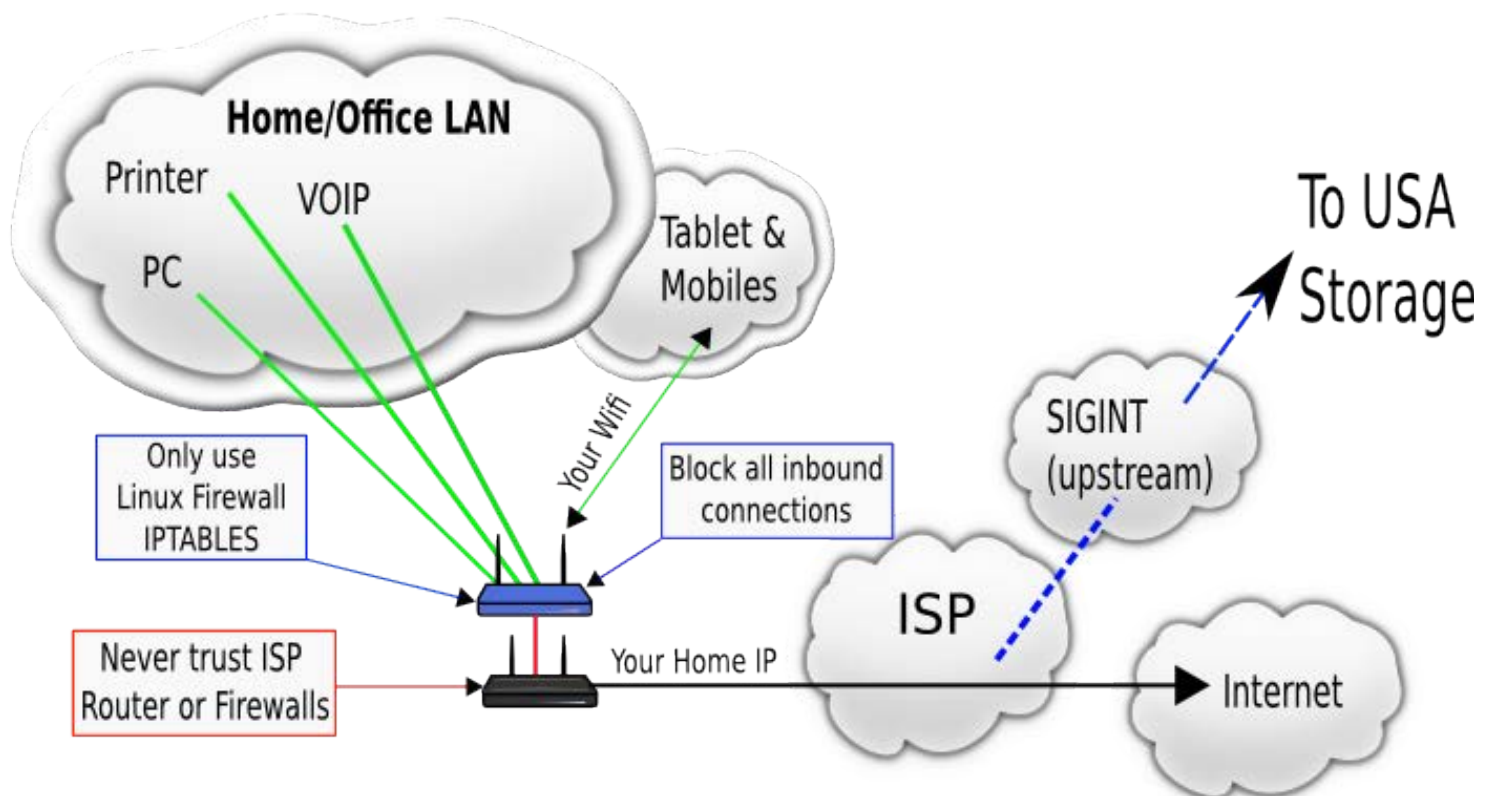 Home/Office LAN
Printer
VOIP
PC
Tablet &
Mobiles
To USA
Storage
SIGINT
(upstream)
Your Wifi
Only use
Linux Firewall
IPTABLES
Block all inbound
connections
ISP
Never trust ISP
Router or Firewalls
Your Home IP
Internet